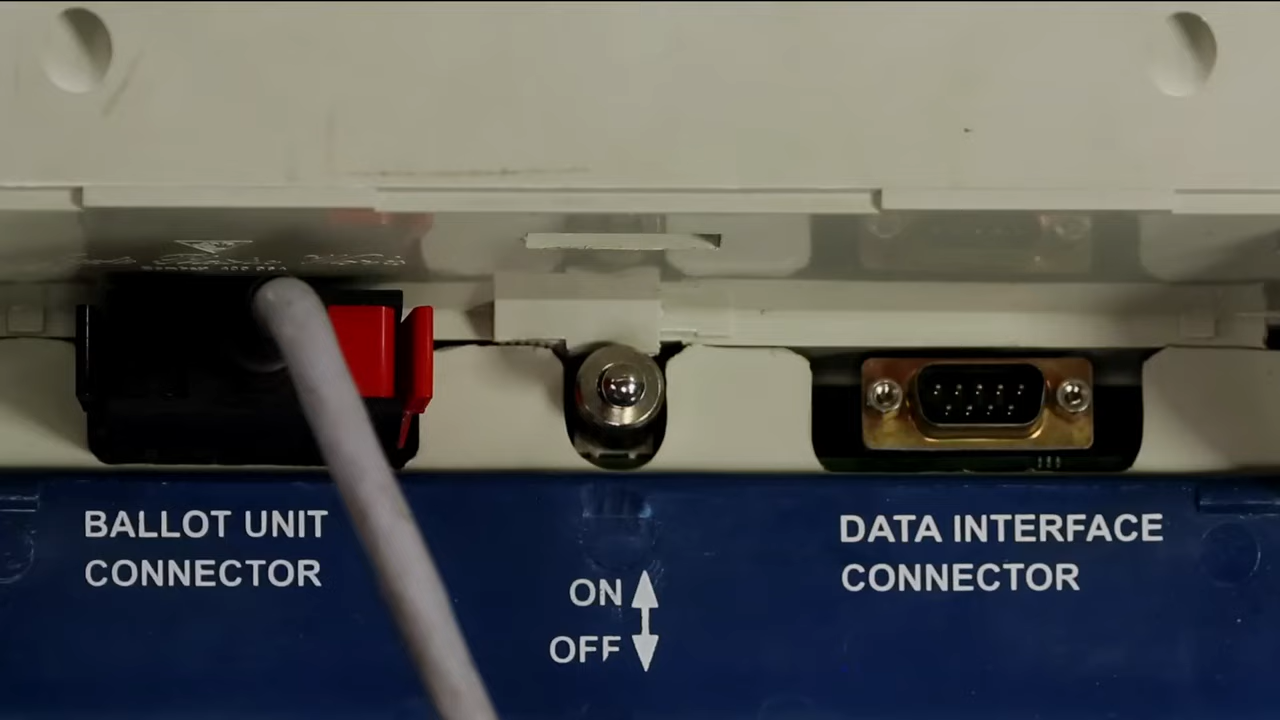 BALLOT UNIT
CONNECTOR
ON
OFF
DATA INTERFACE
CONNECTOR